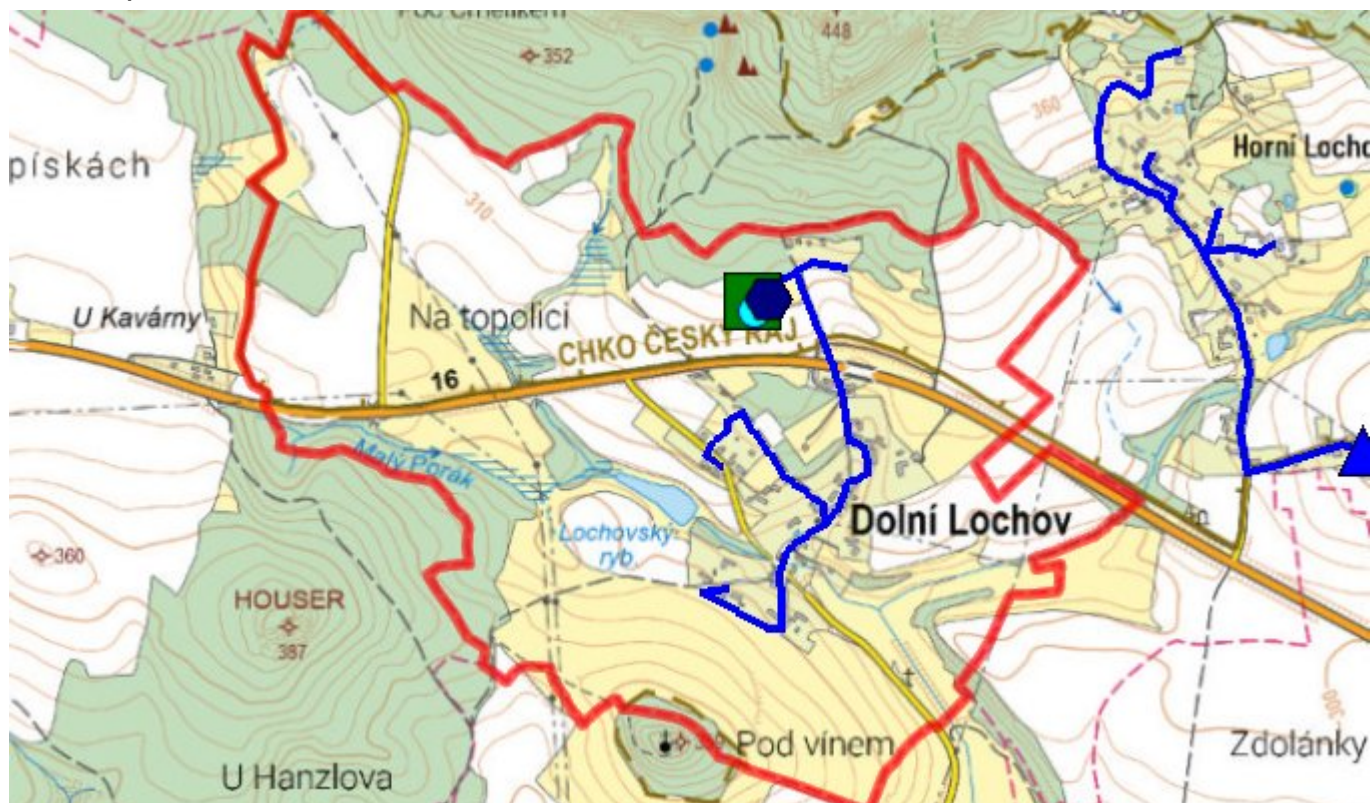 352
448
360
Horní Locho
pískách
310
U Kavárny
Na topolici
CHKO ČESKÝ RÁJ
16
Malý Porák
Lochovský
ryb.
Dolní Lochov
360
HOUSER
387
300
Pod vínem
Zdolánky
U Hanzlova